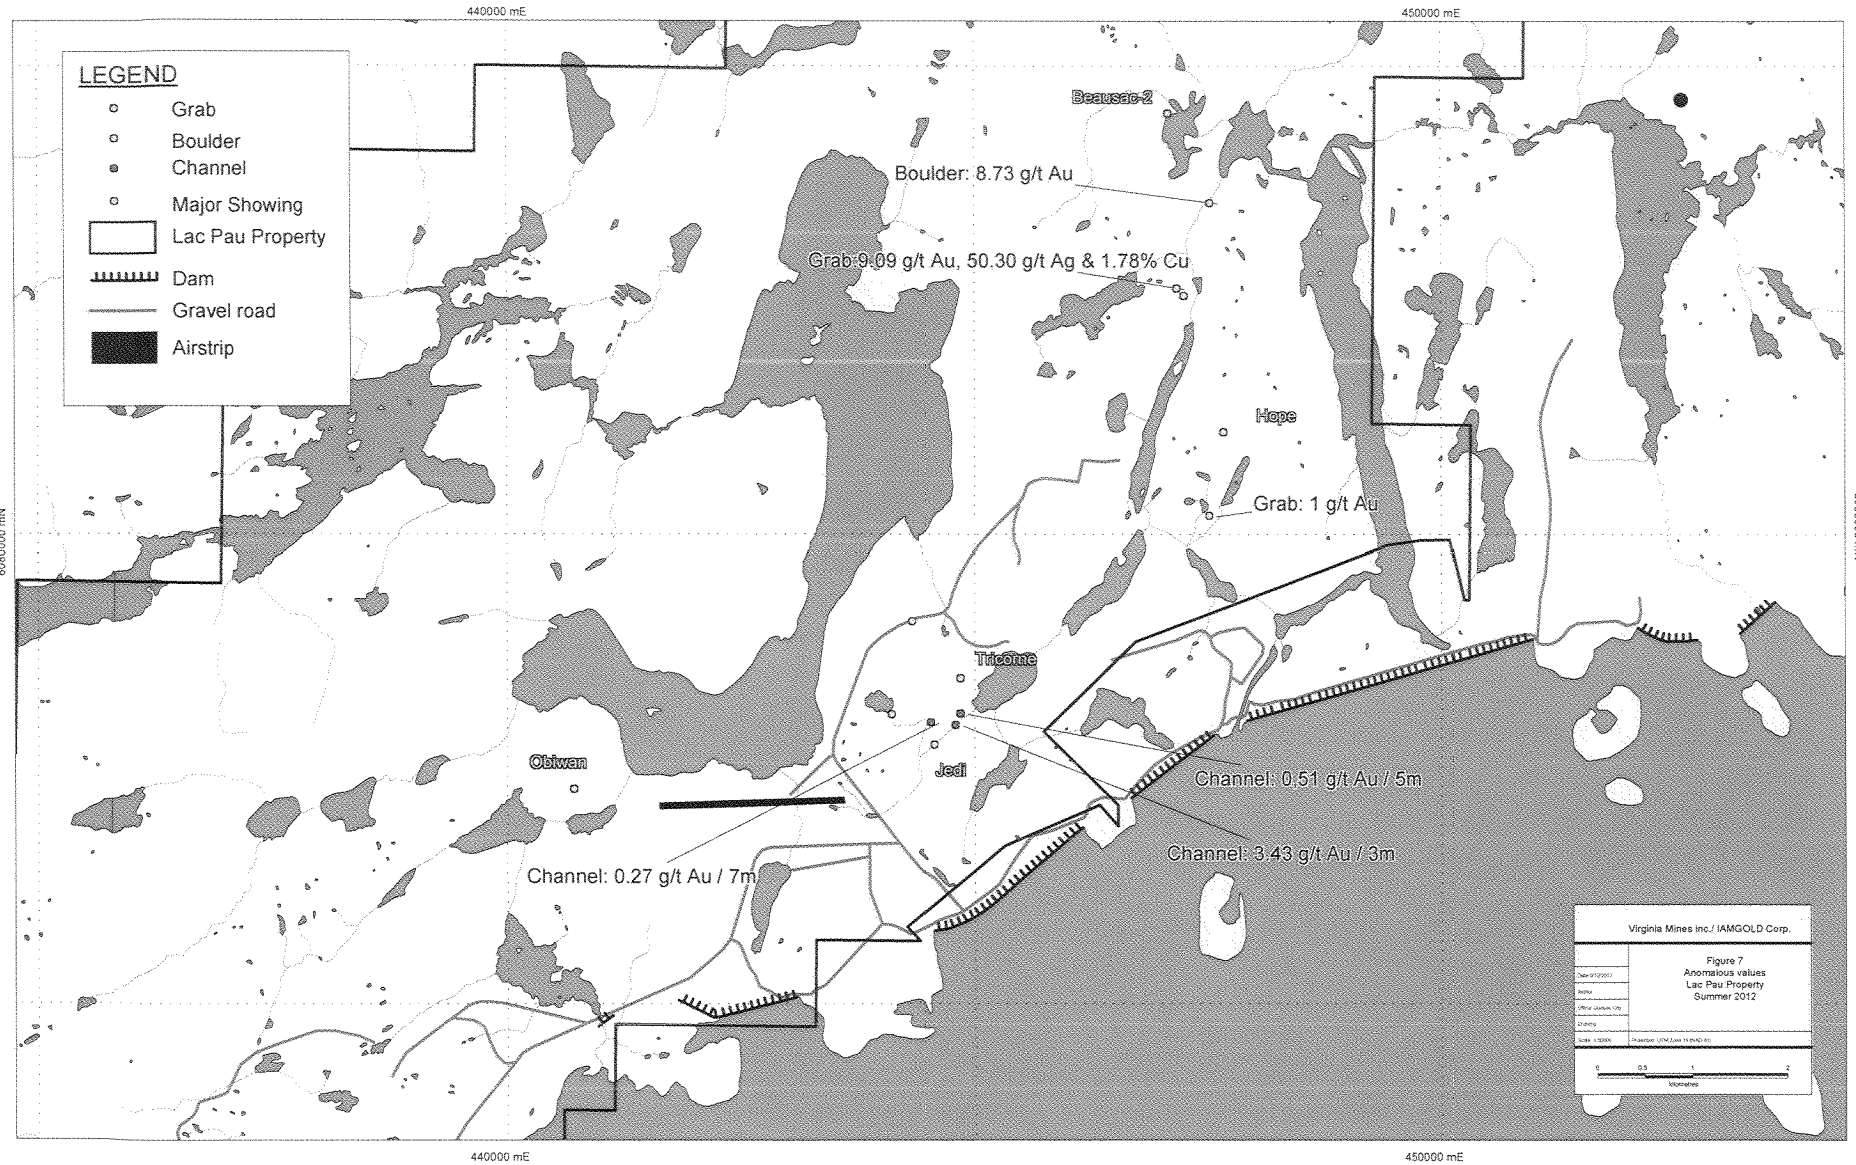 440000 mE
450000 mE
LEGEND
Grab
Boulder
Channel
Major Showing
Lac Pau Property
Dam
Gravel road
Airstrip
Beausac-2
Boulder: 8.73 g/t Au
Grab:9.09 g/t Au, 50.30 g/t Ag & 1.78% Cu
Hope
Grab: 1 g/t Au
6060000 mN
Tricorne
Obiwan
Jedi
Channel: 0.51 g/t Au / 5m
Channel: 3.43 g/t Au / 3m
Channel: 0.27 g/t Au / 7m
Virginia Mines inc./ IAMGOLD Corp.
Figure 7
Anomalous values
Lac Pau Property
Summer 2012
0 0.5 1 2
kilometres
440000 mE
450000 mE